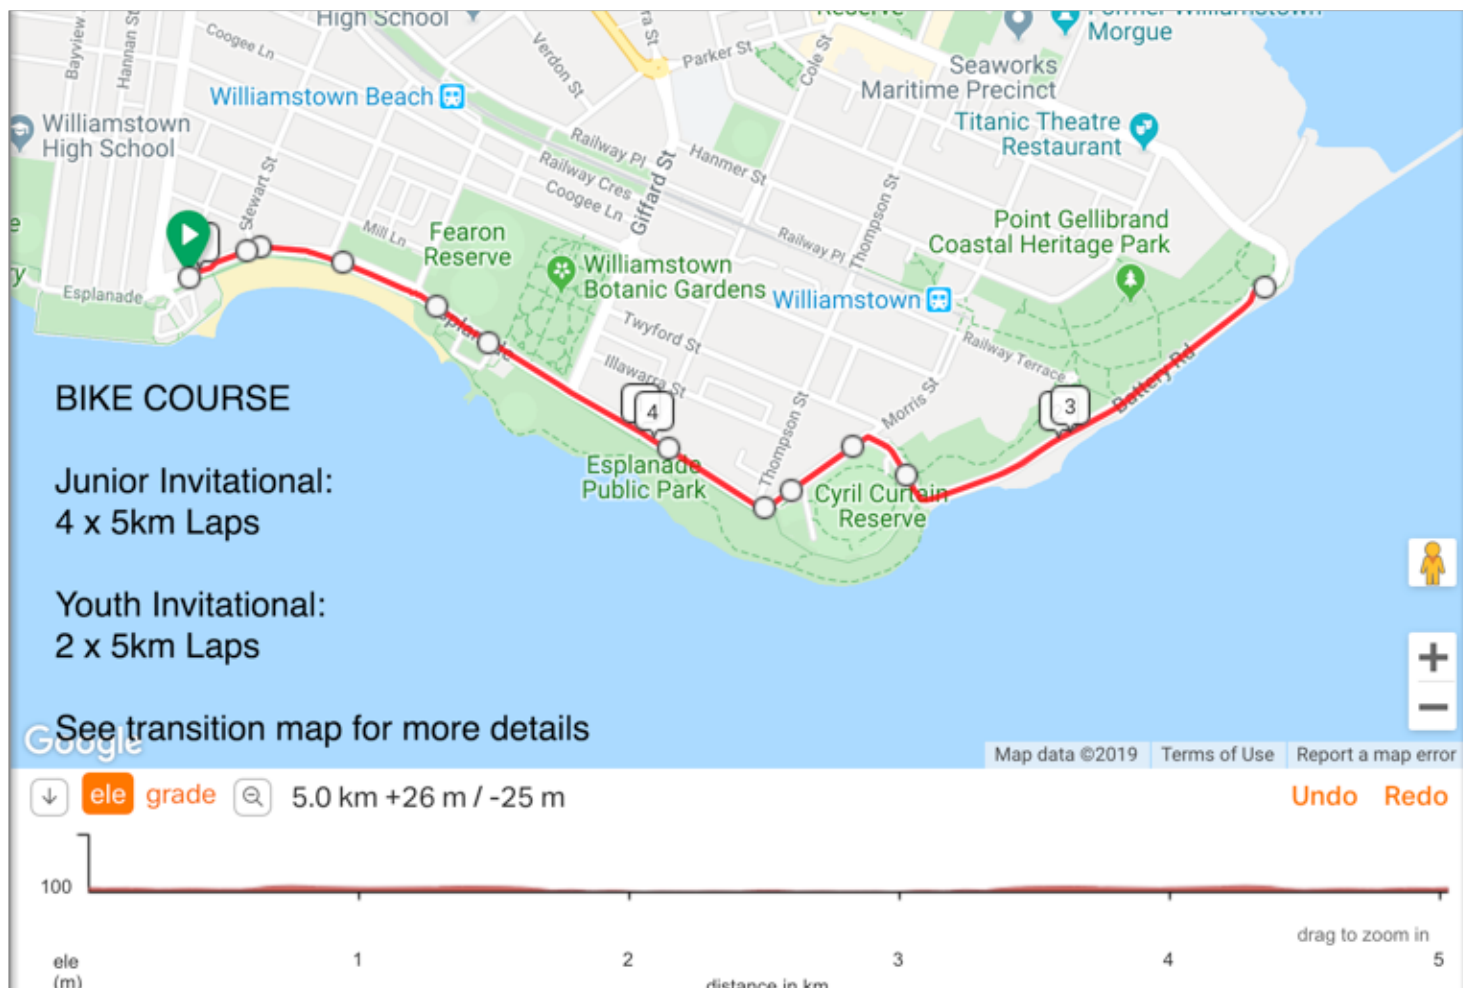 High School
Reserve
Former Williamstown
Morgue
Bayview
Hannan St
Coogee Ln
Verdon St
Parker St
Cole St
Seaworks
Maritime Precinct
Williamstown Beach
Williamstown
High School
Titanic Theatre
Restaurant
Railway Pl
Hanmer St
Railway Cres
Coogee Ln
Giffard St
Stewart St
Thompson St
Mill Ln
Fearon
Reserve
Railway Pl
Point Gellibrand
Coastal Heritage Park
Williamstown
Botanic Gardens
Williamstown
Esplanade
Esplanade
Twyford St
Railway Terrace
Illawarra St
Battery Rd
Morris St
4
3
Thompson St
Esplanade
Public Park
Cyril Curtain
Reserve
BIKE COURSE
Junior Invitational:
4 x 5km Laps
Youth Invitational:
2 x 5km Laps
See transition map for more details
Google
Map data ©2019
Terms of Use
Report a map error
ele grade 5.0 km +26 m / -25 m
Undo Redo
100
drag to zoom in
ele
(m)
1 2 3 4 5
distance in km